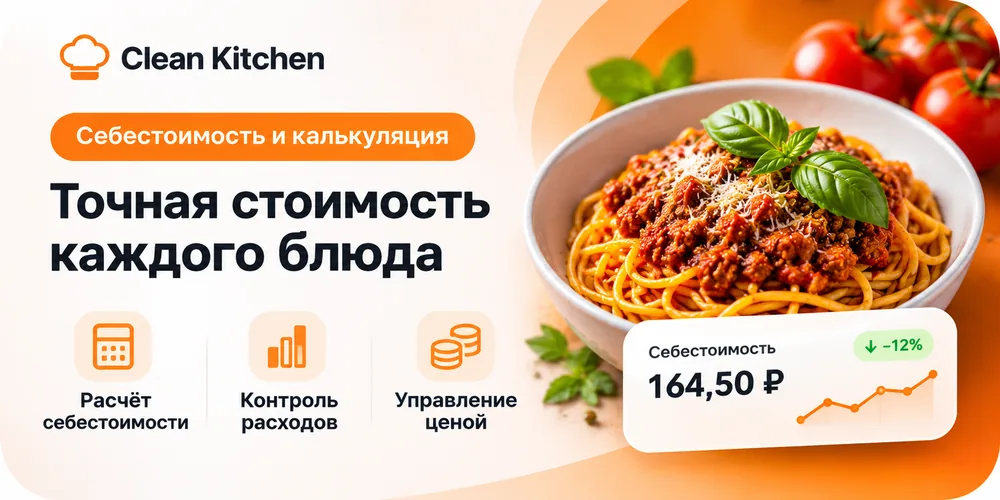 Clean Kitchen
Себестоимость и калькуляция
Точная стоимость
каждого блюда
Расчёт
себестоимости
Контроль
расходов
Управление
ценой
Себестоимость
↓ −12%
164,50 ₽